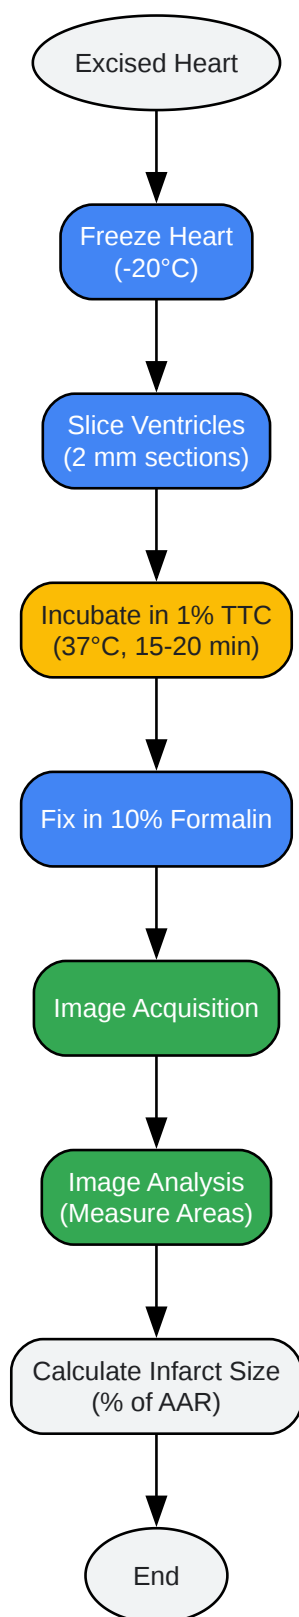 Excised Heart
Freeze Heart
(-20°C)
Slice Ventricles
(2 mm sections)
Incubate in 1% TTC
(37°C, 15-20 min)
Fix in 10% Formalin
Image Acquisition
Image Analysis
(Measure Areas)
Calculate Infarct Size
(% of AAR)
End